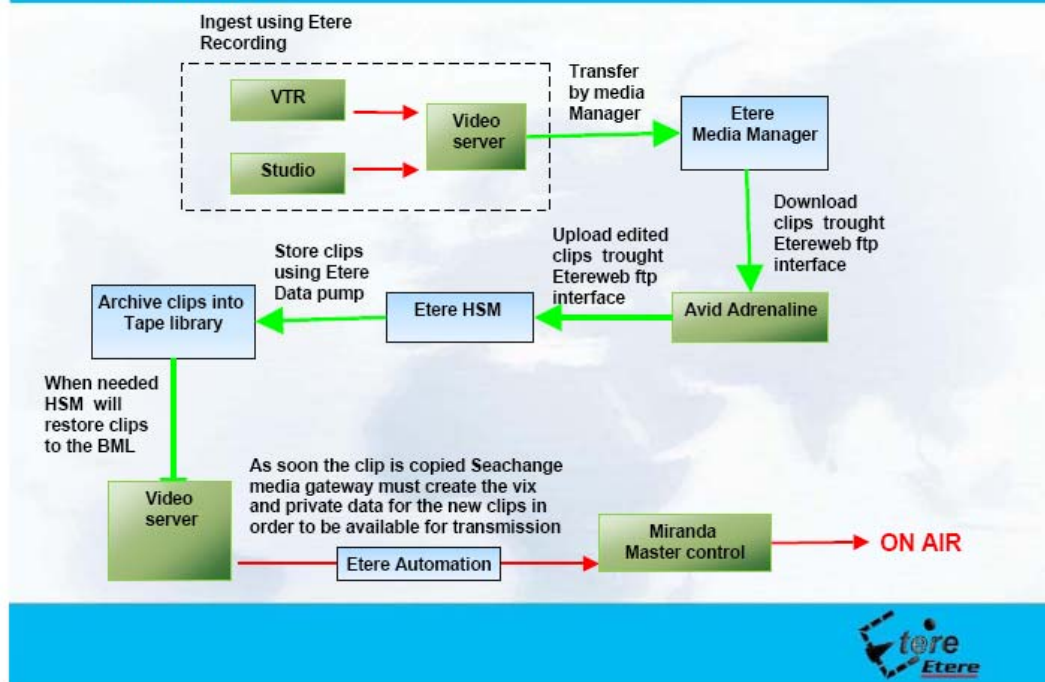 Ingest using Etere
Recording
VTR
Studio
Video
server
Transfer
by media
Manager
Etere
Media Manager
Download
clips trought
Etereweb ftp
interface
Avid Adrenaline
Upload edited
clips trought
Etereweb ftp
interface
Etere HSM
Store clips
using Etere
Data pump
Archive clips into
Tape library
When needed
HSM will
restore clips
to the BML
Video
server
As soon the clip is copied Seachange
media gateway must create the vix
and private data for the new clips in
order to be available for transmission
Etere Automation
Miranda
Master control
ON AIR
Etere
Etere